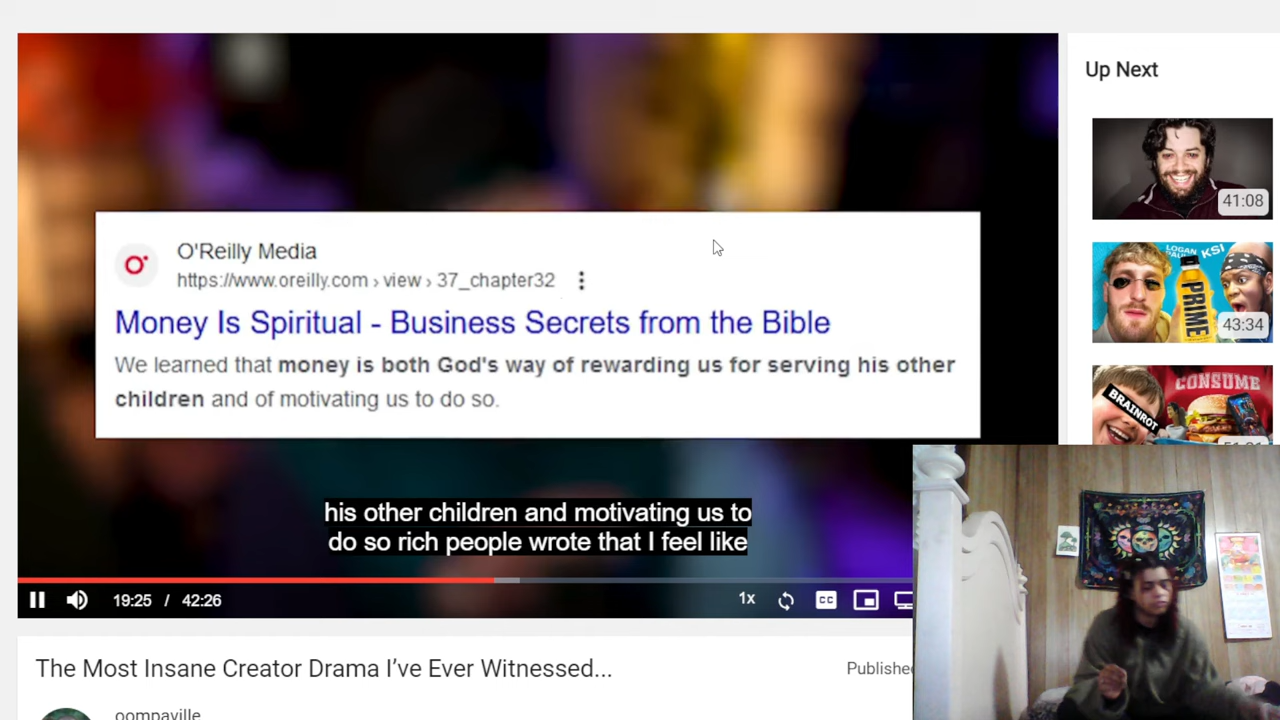 Up Next
41:08
LOGAN PAUL
KSI
PRIME
43:34
CONSUME
BRAINROT
O'Reilly Media
https://www.oreilly.com › view › 37_chapter32
Money Is Spiritual - Business Secrets from the Bible
We learned that money is both God's way of rewarding us for serving his other
children and of motivating us to do so.
his other children and motivating us to
do so rich people wrote that I feel like
19:25 / 42:26
1x
CC
The Most Insane Creator Drama I’ve Ever Witnessed...
oompaville